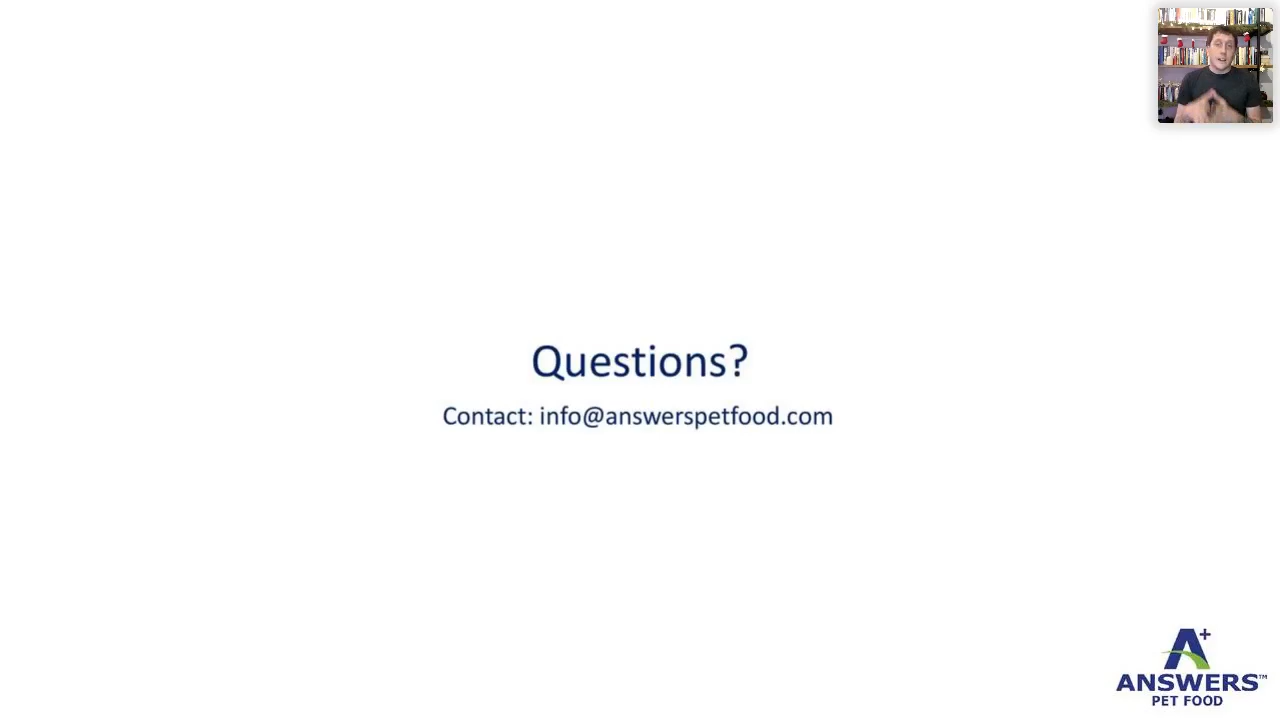 Questions?
Contact: info@answerspetfood.com
A+
ANSWERS™
PET FOOD